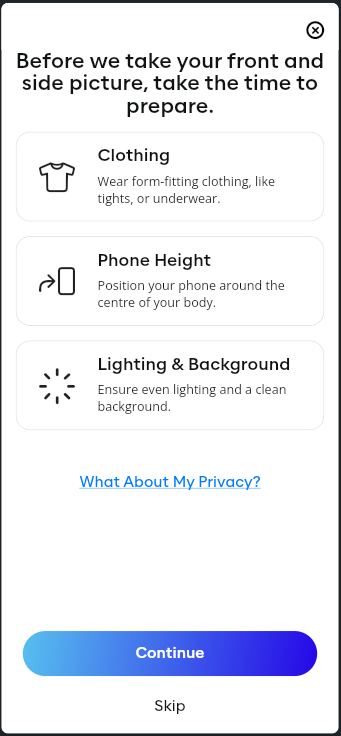 Before we take your front and
side picture, take the time to
prepare.
Clothing
Wear form-fitting clothing, like
tights, or underwear.
Phone Height
Position your phone around the
centre of your body.
Lighting & Background
Ensure even lighting and a clean
background.
What About My Privacy?
Continue
Skip